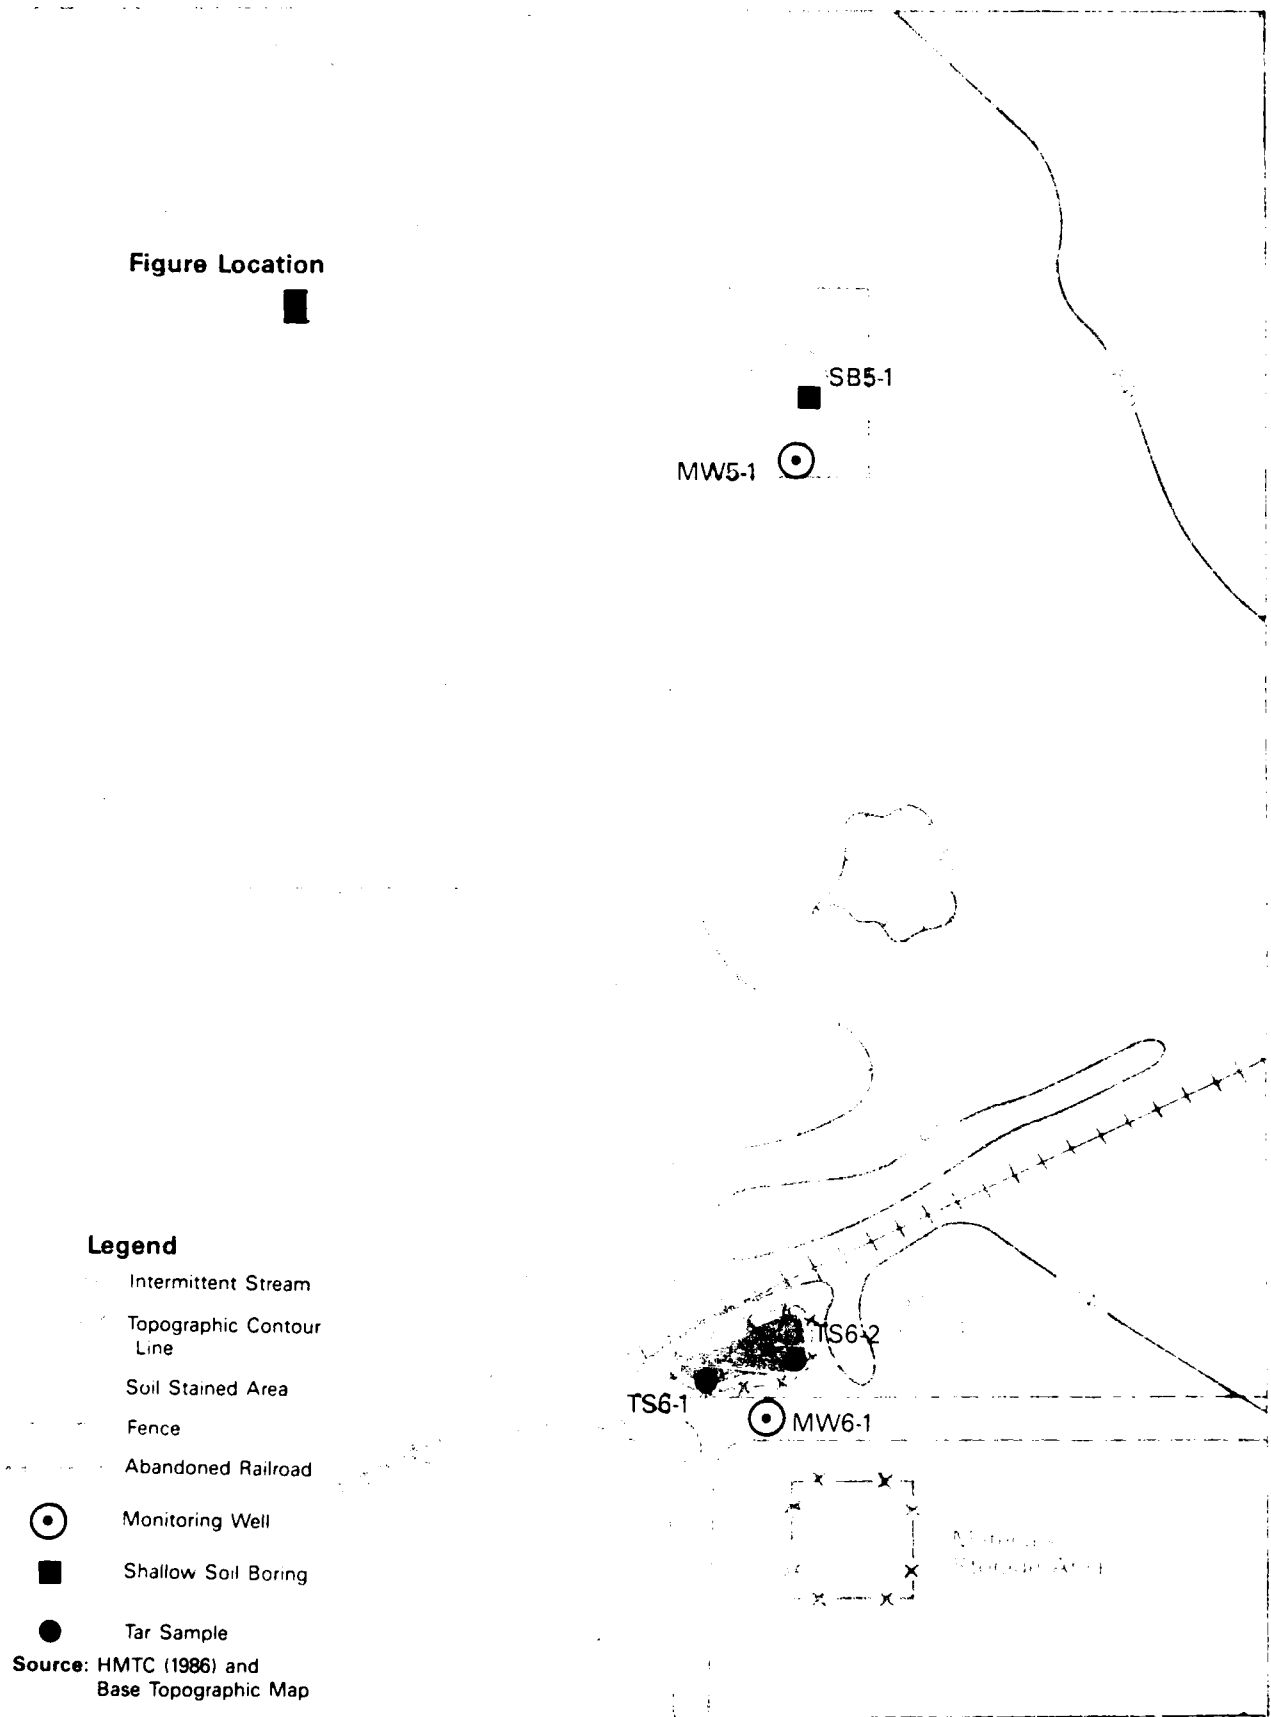 Figure Location
SB5-1
MW5-1
Legend
Intermittent Stream
Topographic Contour
Line
Soil Stained Area
Fence
Abandoned Railroad
Monitoring Well
Shallow Soil Boring
Tar Sample
Source: HMTC (1986) and
Base Topographic Map
TS6-2
TS6-1
MW6-1
Storage Area